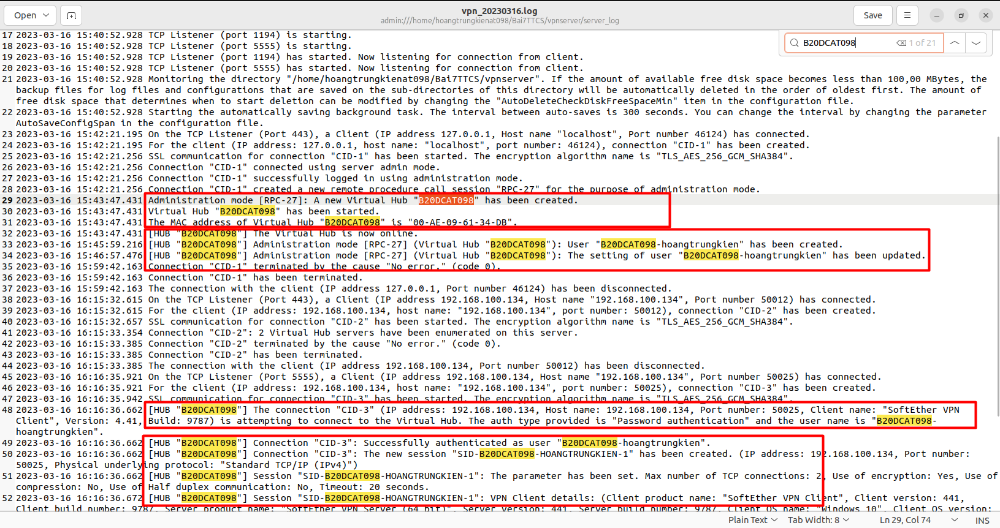 Open
vpn_20230316.log
admin:///home/hoangtrungkienat098/Bai7TTCS/vpnserver/server_log
Save
B20DCAT098
1 of 21
17 2023-03-16 15:40:52.928 TCP Listener (port 1194) is starting.
18 2023-03-16 15:40:52.928 TCP Listener (port 5555) is starting.
19 2023-03-16 15:40:52.928 TCP Listener (port 1194) has started. Now listening for connection from client.
20 2023-03-16 15:40:52.928 TCP Listener (port 5555) has started. Now listening for connection from client.
21 2023-03-16 15:40:52.928 Monitoring the directory "/home/hoangtrungkienat098/Bai7TTCS/vpnserver". If the amount of available free disk space becomes less than 100,00 MBytes, the
backup files for log files and configurations that are saved on the sub-directories of this directory will be automatically deleted in the order of oldest first. The amount of
free disk space that determines when to start deletion can be modified by changing the "AutoDeleteCheckDiskFreeSpaceMin" item in the configuration file.
22 2023-03-16 15:40:52.928 Starting the automatically saving background task. The interval between auto-saves is 300 seconds. You can change the interval by changing the parameter
AutoSaveConfigSpan in the configuration file.
23 2023-03-16 15:42:21.195 On the TCP Listener (Port 443), a Client (IP address 127.0.0.1, Host name "localhost", Port number 46124) has connected.
24 2023-03-16 15:42:21.195 For the client (IP address: 127.0.0.1, host name: "localhost", port number: 46124), connection "CID-1" has been created.
25 2023-03-16 15:42:21.256 SSL communication for connection "CID-1" has been started. The encryption algorithm name is "TLS_AES_256_GCM_SHA384".
26 2023-03-16 15:42:21.256 Connection "CID-1" connected using server admin mode.
27 2023-03-16 15:42:21.256 Connection "CID-1" successfully logged in using administration mode.
28 2023-03-16 15:42:21.256 Connection "CID-1" created a new remote procedure call session "RPC-27" for the purpose of administration mode.
29 2023-03-16 15:43:47.431 Administration mode [RPC-27]: A new Virtual Hub "B20DCAT098" has been created.
30 2023-03-16 15:43:47.431 Virtual Hub "B20DCAT098" has been started.
31 2023-03-16 15:43:47.431 The MAC address of Virtual Hub "B20DCAT098" is "00-AE-09-61-34-DB".
32 2023-03-16 15:43:47.431 [HUB "B20DCAT098"] The Virtual Hub is now online.
33 2023-03-16 15:45:59.216 [HUB "B20DCAT098"] Administration mode [RPC-27] (Virtual Hub "B20DCAT098"): User "B20DCAT098-hoangtrungkien" has been created.
34 2023-03-16 15:46:57.476 [HUB "B20DCAT098"] Administration mode [RPC-27] (Virtual Hub "B20DCAT098"): The setting of user "B20DCAT098-hoangtrungkien" has been updated.
35 2023-03-16 15:59:42.163 Connection "CID-1" terminated by the cause "No error." (code 0).
36 2023-03-16 15:59:42.163 Connection "CID-1" has been terminated.
37 2023-03-16 15:59:42.163 The connection with the client (IP address 127.0.0.1, Port number 46124) has been disconnected.
38 2023-03-16 16:15:32.615 On the TCP Listener (Port 443), a Client (IP address 192.168.100.134, Host name "192.168.100.134", Port number 50012) has connected.
39 2023-03-16 16:15:32.615 For the client (IP address: 192.168.100.134, host name: "192.168.100.134", port number: 50012), connection "CID-2" has been created.
40 2023-03-16 16:15:32.657 SSL communication for connection "CID-2" has been started. The encryption algorithm name is "TLS_AES_256_GCM_SHA384".
41 2023-03-16 16:15:33.354 Connection "CID-2": 2 Virtual Hub servers have been enumerated on this server.
42 2023-03-16 16:15:33.385 Connection "CID-2" terminated by the cause "No error." (code 0).
43 2023-03-16 16:15:33.385 Connection "CID-2" has been terminated.
44 2023-03-16 16:15:33.385 The connection with the client (IP address 192.168.100.134, Port number 50012) has been disconnected.
45 2023-03-16 16:16:35.921 On the TCP Listener (Port 5555), a Client (IP address 192.168.100.134, Host name "192.168.100.134", Port number 50025) has connected.
46 2023-03-16 16:16:35.921 For the client (IP address: 192.168.100.134, host name: "192.168.100.134", port number: 50025), connection "CID-3" has been created.
47 2023-03-16 16:16:35.942 SSL communication for connection "CID-3" has been started. The encryption algorithm name is "TLS_AES_256_GCM_SHA384".
48 2023-03-16 16:16:36.662 [HUB "B20DCAT098"] The connection "CID-3" (IP address: 192.168.100.134, Host name: 192.168.100.134, Port number: 50025, Client name: "SoftEther VPN
Client", Version: 4.41, Build: 9787) is attempting to connect to the Virtual Hub. The auth type provided is "Password authentication" and the user name is "B20DCAT098-
hoangtrungkien".
49 2023-03-16 16:16:36.662 [HUB "B20DCAT098"] Connection "CID-3": Successfully authenticated as user "B20DCAT098-hoangtrungkien".
50 2023-03-16 16:16:36.662 [HUB "B20DCAT098"] Connection "CID-3": The new session "SID-B20DCAT098-HOANGTRUNGKIEN-1" has been created. (IP address: 192.168.100.134, Port number:
50025, Physical underlying protocol: "Standard TCP/IP (IPv4)")
51 2023-03-16 16:16:36.662 [HUB "B20DCAT098"] Session "SID-B20DCAT098-HOANGTRUNGKIEN-1": The parameter has been set. Max number of TCP connections: 2, Use of encryption: Yes, Use of
compression: No, Use of Half duplex communication: No, Timeout: 20 seconds.
52 2023-03-16 16:16:36.672 [HUB "B20DCAT098"] Session "SID-B20DCAT098-HOANGTRUNGKIEN-1": VPN Client details: (Client product name: "SoftEther VPN Client", Client version: 441,
Client build number: 9787, Server product name: "SoftEther VPN Server (64 bit)", Server version: 441, Server build number: 9787, Client OS name: "Windows 10", Client OS version:
Plain Text
Tab Width: 8
Ln 29, Col 74
INS